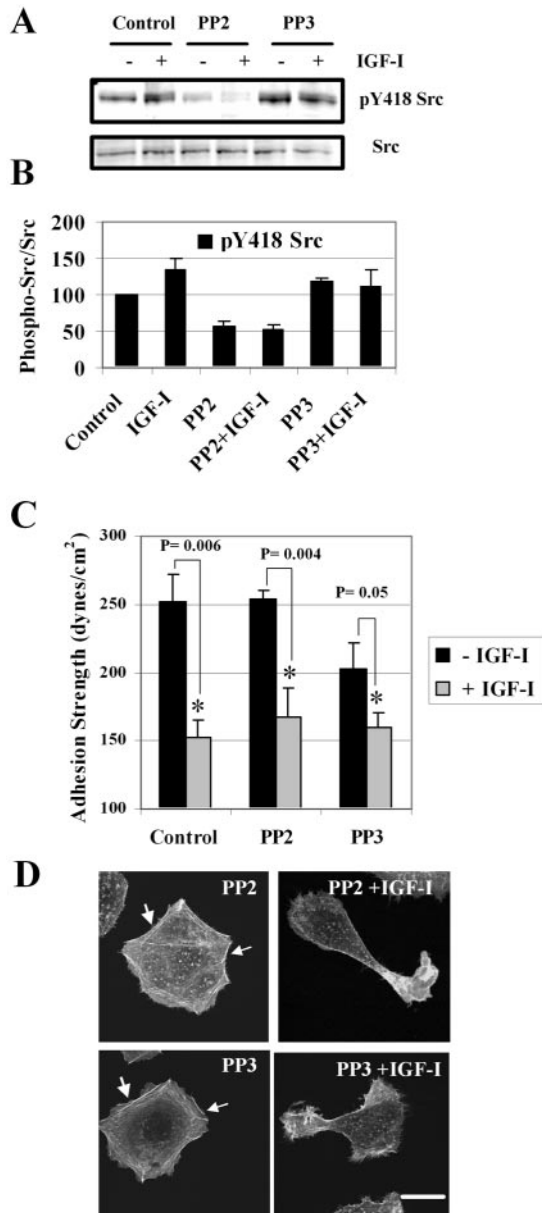 A
Control PP2 PP3
- + - + - + IGF-I
pY418 Src
Src
B
Phospho-Src/Src
200
150
100
50
0
pY418 Src
Control
IGF-I
PP2
PP2+IGF-I
PP3
PP3+IGF-I
C
Adhesion Strength (dynes/cm²)
300
250
200
150
100
P= 0.006
P= 0.004
P= 0.05
* * *
- IGF-I
+ IGF-I
Control PP2 PP3
D
PP2
PP2 +IGF-I
PP3
PP3 +IGF-I